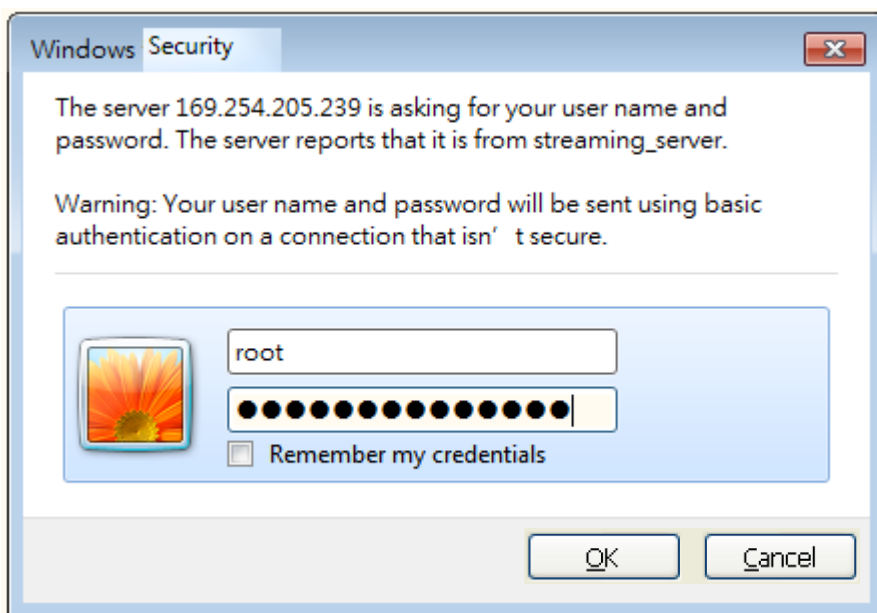 Windows Security
The server 169.254.205.239 is asking for your user name and
password. The server reports that it is from streaming_server.
Warning: Your user name and password will be sent using basic
authentication on a connection that isn’ t secure.
root
●●●●●●●●●●●●●●
Remember my credentials
OK
Cancel